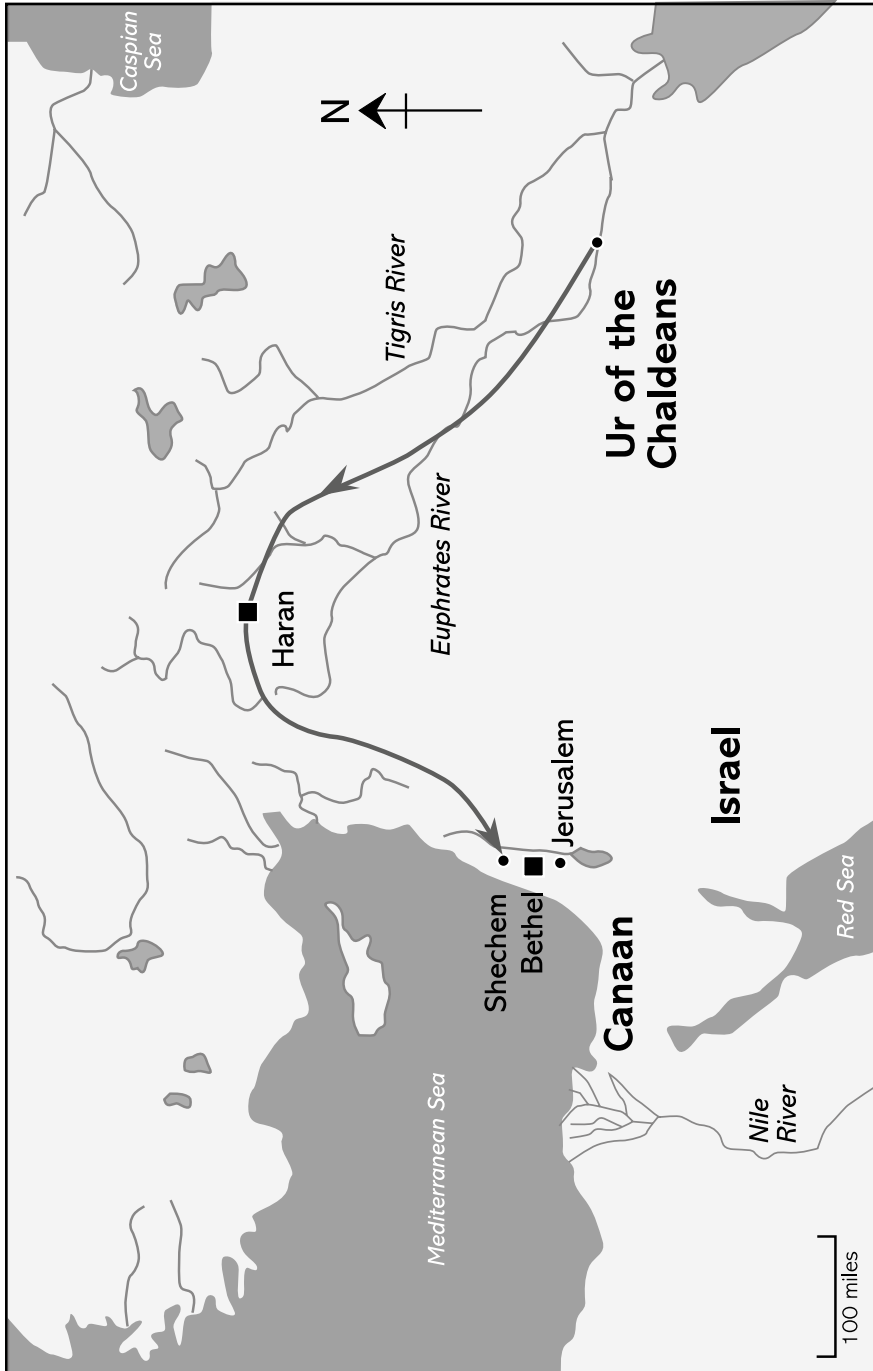 Caspian
Sea
N
Tigris River
Ur of the
Chaldeans
Euphrates River
Haran
Jerusalem
Israel
Shechem
Bethel
Canaan
Red Sea
Mediterranean Sea
Nile
River
100 miles